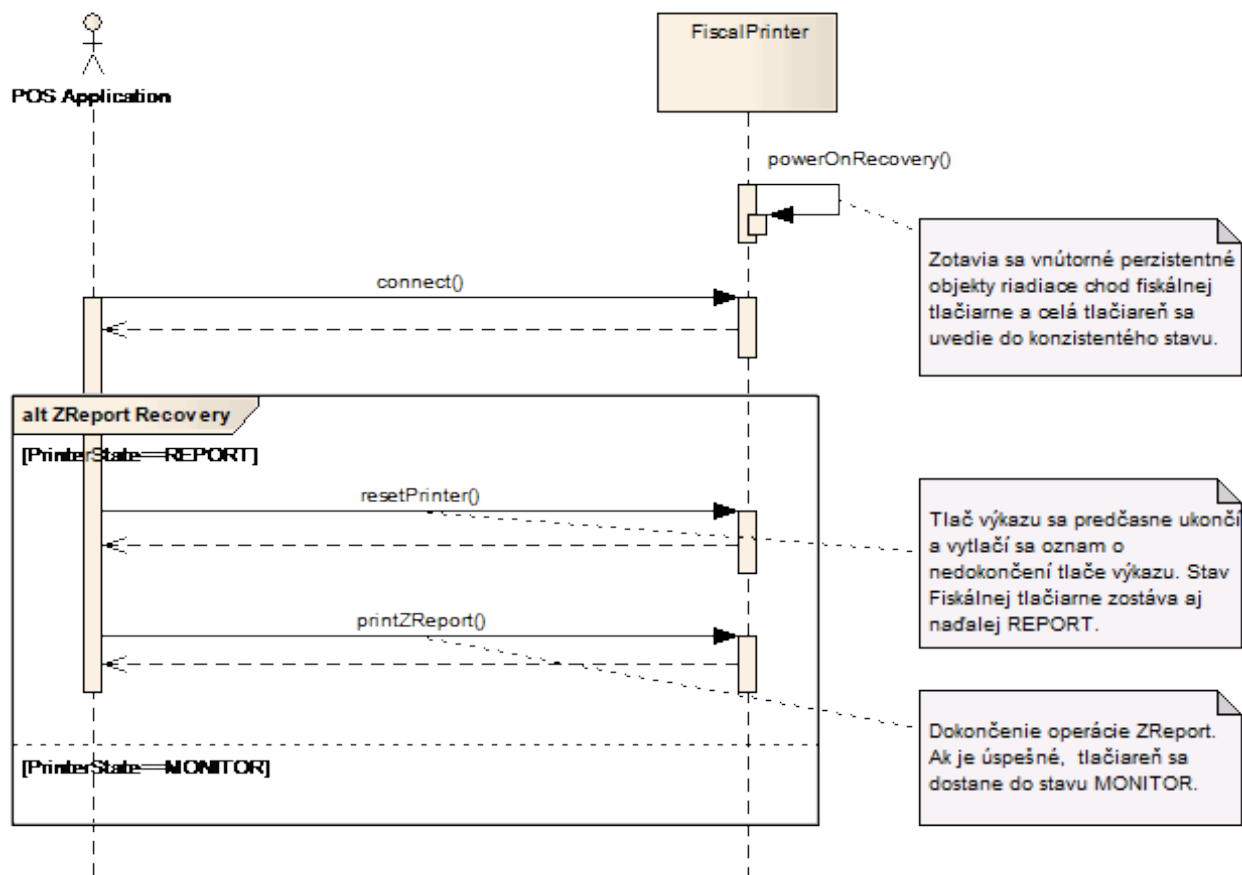 FiscalPrinter
POS Application
powerOnRecovery()
Zotavia sa vnútorné perzistentné
objekty riadiace chod fiskálnej
tlačiarne a celá tlačiareň sa
uvedie do konzistentého stavu.
connect()
alt ZReport Recovery
[PrinterState==REPORT]
resetPrinter()
Tlač výkazu sa predčasne ukončí
a vytlačí sa oznam o
nedokončení tlače výkazu. Stav
Fiskálnej tlačiarne zostáva aj
naďalej REPORT.
printZReport()
Dokončenie operácie ZReport.
Ak je úspešné, tlačiareň sa
dostane do stavu MONITOR.
[PrinterState==MONITOR]